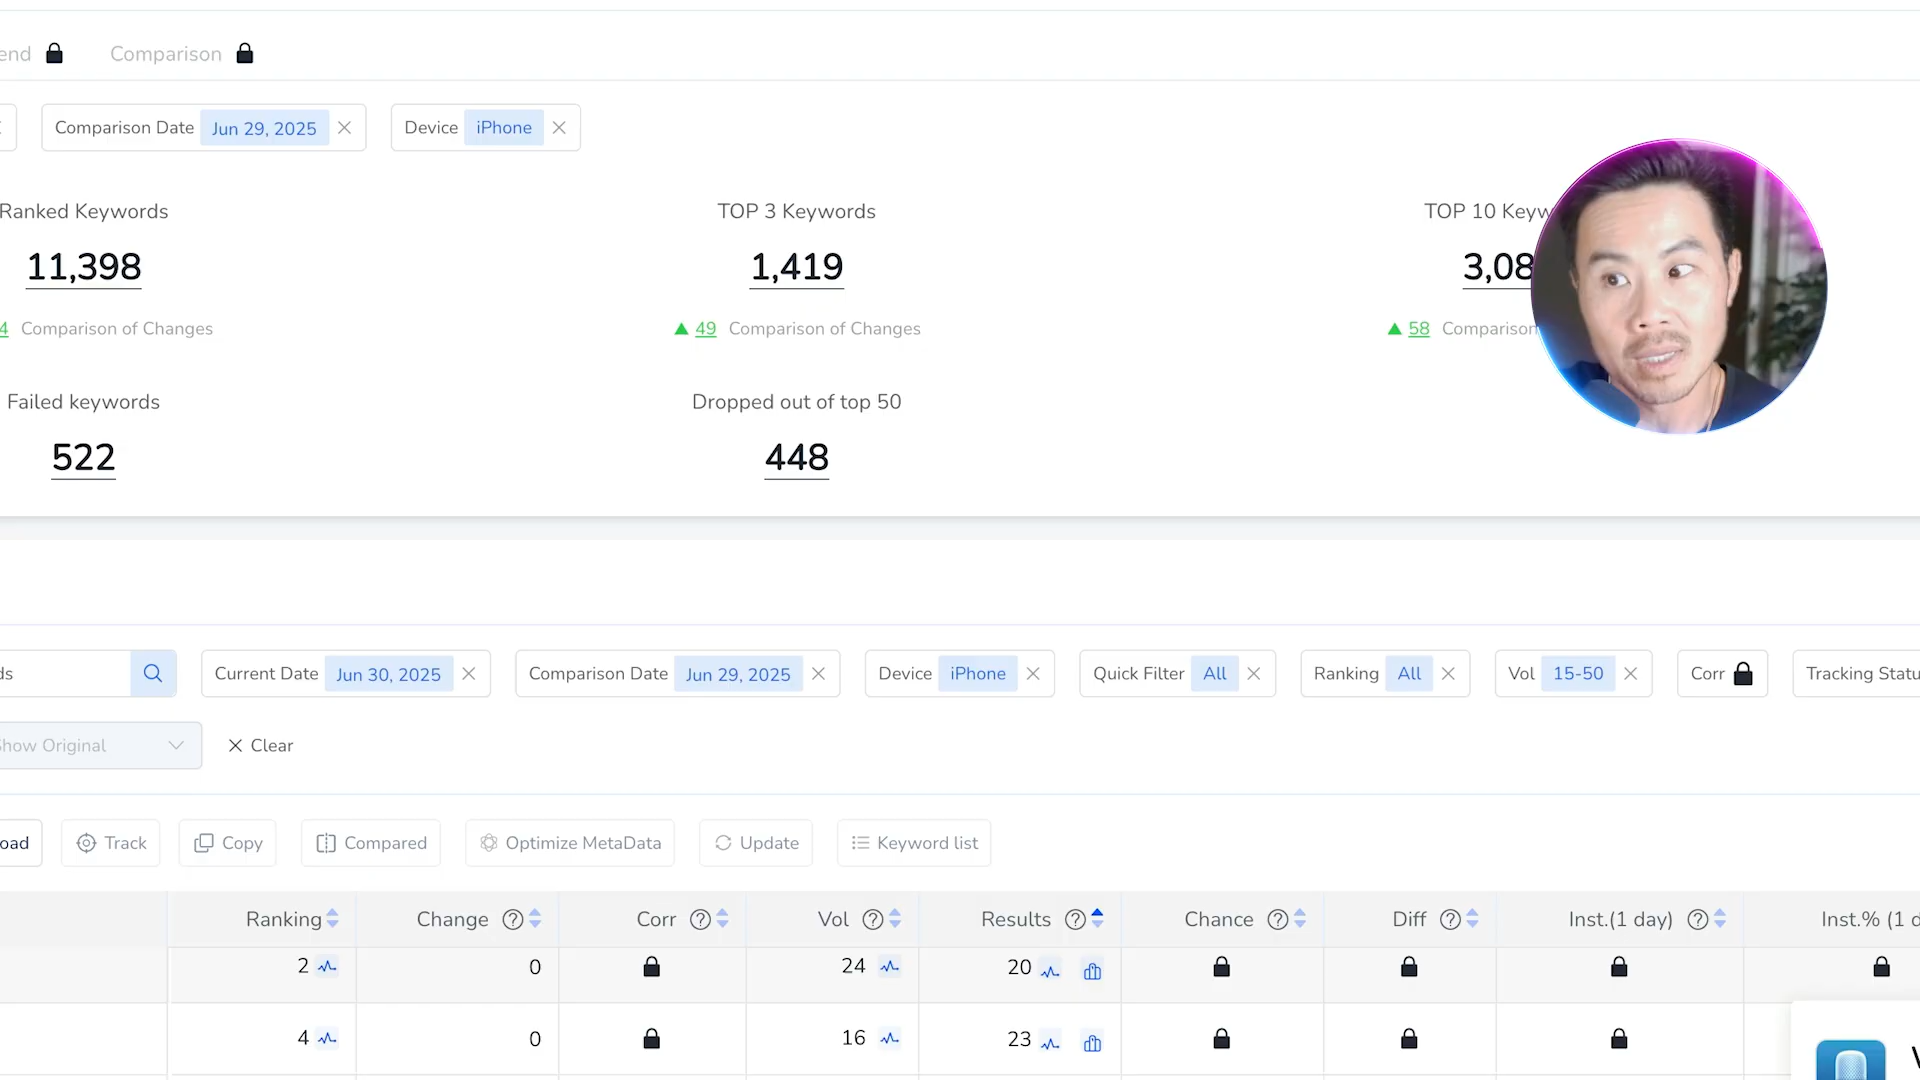 end Comparison
Comparison Date Jun 29, 2025 Device iPhone
Ranked Keywords TOP 3 Keywords TOP 10 Keyw
11,398 1,419 3,08
4 Comparison of Changes 49 Comparison of Changes 58 Comparison
Failed keywords Dropped out of top 50
522 448
ds Current Date Jun 30, 2025 Comparison Date Jun 29, 2025 Device iPhone Quick Filter All Ranking All Vol 15-50 Corr Tracking Statu
Show Original Clear
oad Track Copy Compared Optimize MetaData Update Keyword list
Ranking Change Corr Vol Results Chance Diff Inst.(1 day) Inst.% (1 d
2 0 24 20
4 0 16 23